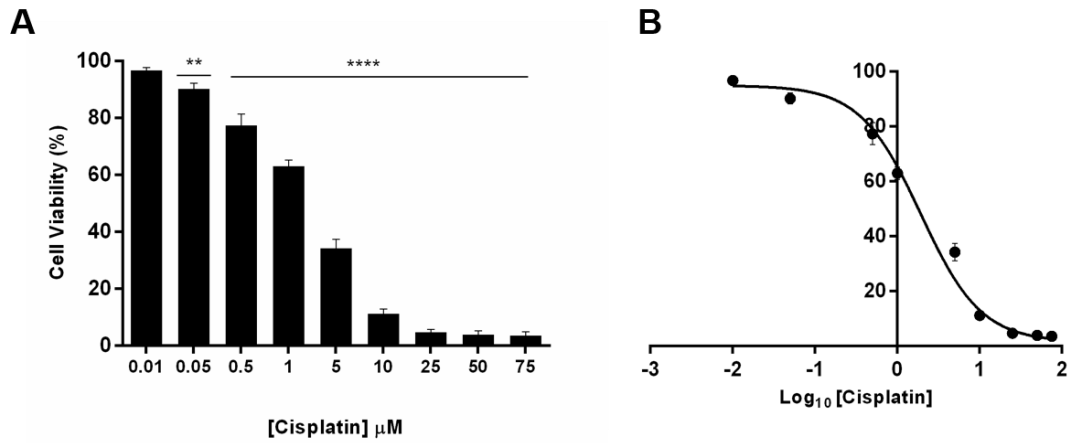 A
B
**
****
100
80
60
40
20
0
Cell Viability (%)
0.01 0.05 0.5 1 5 10 25 50 75
[Cisplatin] µM
100
80
60
40
20
-3 -2 -1 0 1 2
Log10 [Cisplatin]